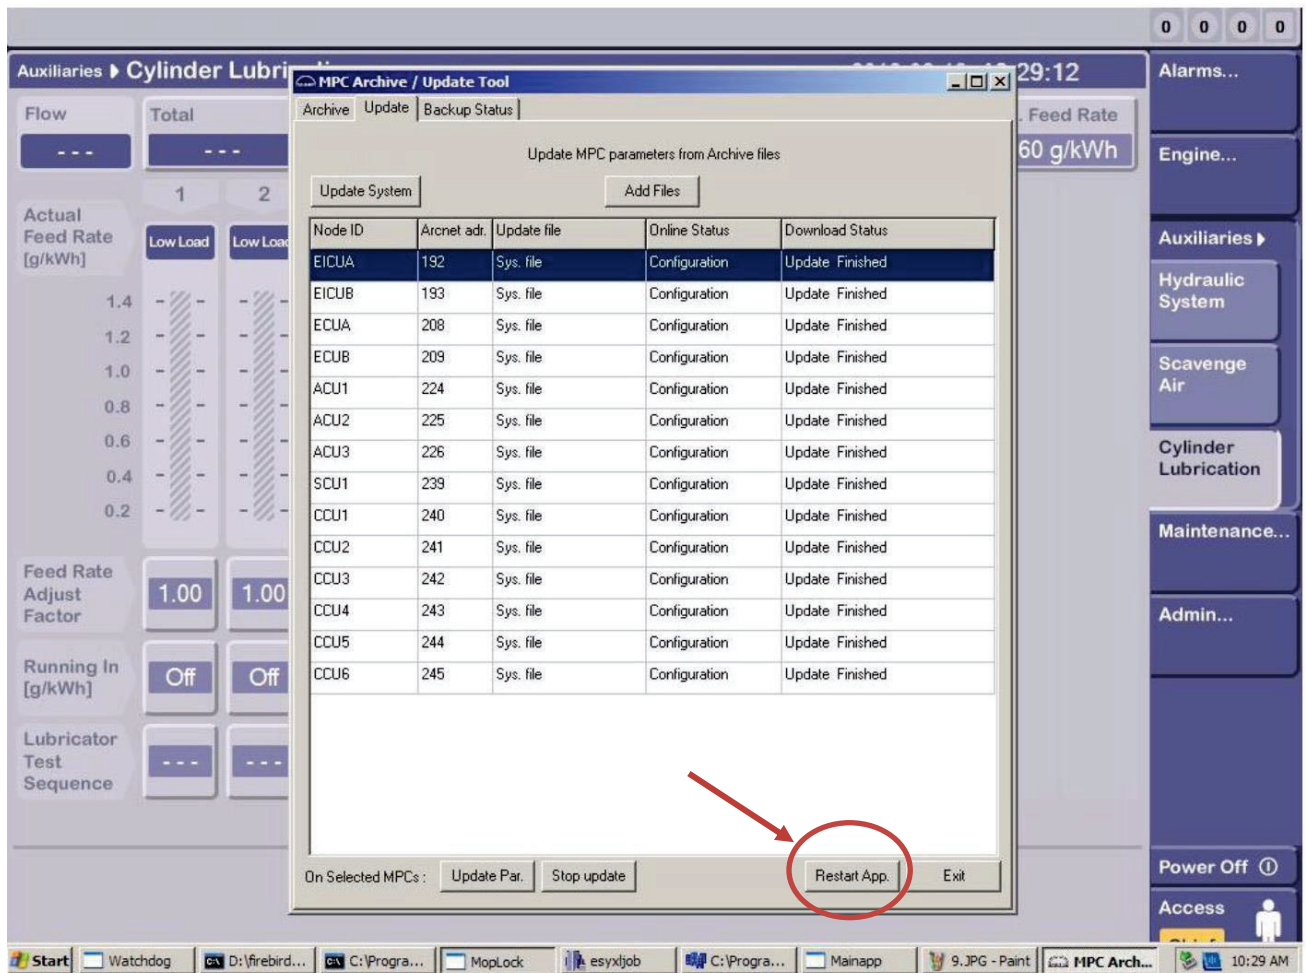 0 0 0 0
Auxiliaries Cylinder Lubri
29:12
Alarms...
Engine...
Auxiliaries
Hydraulic
System
Scavenge
Air
Cylinder
Lubrication
Maintenance...
Admin...
Power Off
Access
Flow
- - -
Total
- - -
Feed Rate
60 g/kWh
1 2
Actual
Feed Rate
[g/kWh]
Low Load Low Load
1.4
1.2
1.0
0.8
0.6
0.4
0.2
Feed Rate
Adjust
Factor
1.00 1.00
Running In
[g/kWh]
Off Off
Lubricator
Test
Sequence
- - - - - -
MPC Archive / Update Tool
Archive Update Backup Status
Update MPC parameters from Archive files
Update System Add Files
Node ID Arcnet adr. Update file Online Status Download Status
EICUA 192 Sys. file Configuration Update Finished
EICUB 193 Sys. file Configuration Update Finished
ECUA 208 Sys. file Configuration Update Finished
ECUB 209 Sys. file Configuration Update Finished
ACU1 224 Sys. file Configuration Update Finished
ACU2 225 Sys. file Configuration Update Finished
ACU3 226 Sys. file Configuration Update Finished
SCU1 239 Sys. file Configuration Update Finished
CCU1 240 Sys. file Configuration Update Finished
CCU2 241 Sys. file Configuration Update Finished
CCU3 242 Sys. file Configuration Update Finished
CCU4 243 Sys. file Configuration Update Finished
CCU5 244 Sys. file Configuration Update Finished
CCU6 245 Sys. file Configuration Update Finished
On Selected MPCs : Update Par. Stop update Restart App. Exit
Start Watchdog D:\firebird... C:\Progra... MopLock esyxljob C:\Progra... Mainapp 9.JPG - Paint MPC Arch... 10:29 AM